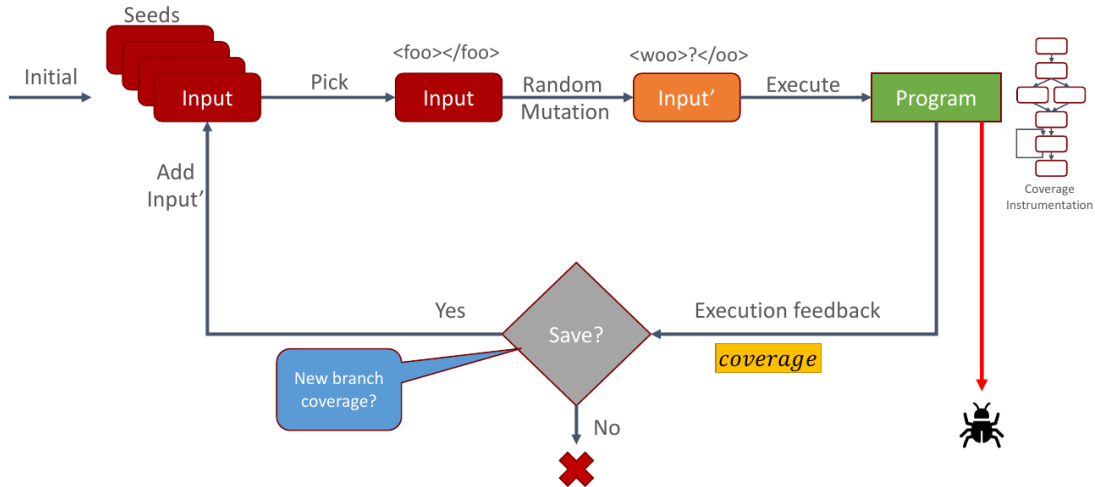 Seeds
<foo></foo>
<woo>?</oo>
Initial
Pick
Random
Mutation
Execute
Input
Input
Input’
Program
Add
Input’
Coverage
Instrumentation
Yes
Save?
Execution feedback
coverage
New branch
coverage?
No